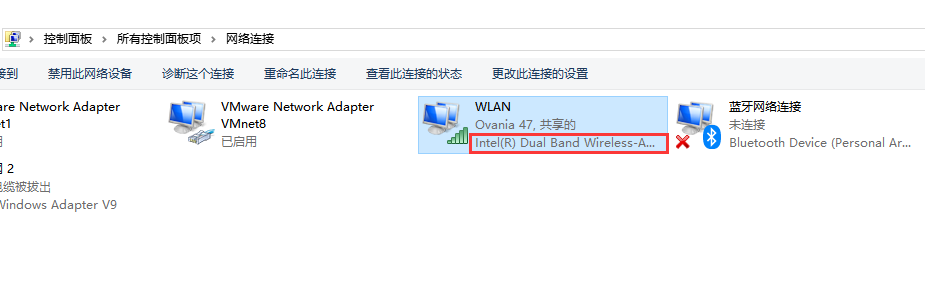 控制面板 > 所有控制面板项 > 网络连接
接到 禁用此网络设备 诊断这个连接 重命名此连接 查看此连接的状态 更改此连接的设置
are Network Adapter
et1
用
VMware Network Adapter
VMnet8
已启用
WLAN
Ovania 47, 共享的
Intel(R) Dual Band Wireless-A...
蓝牙网络连接
未连接
Bluetooth Device (Personal Ar...
2
电缆被拔出
Windows Adapter V9